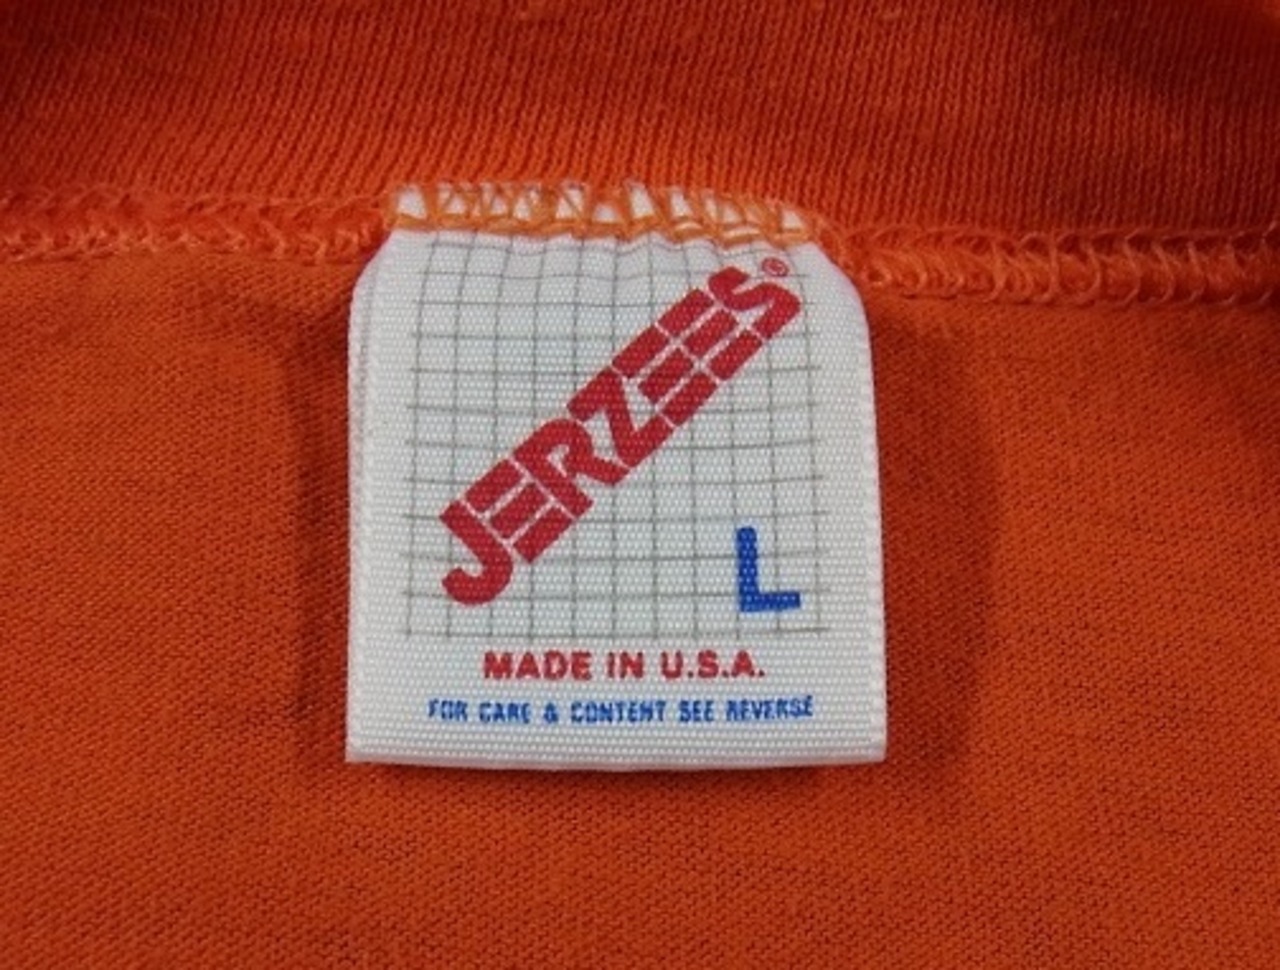 JERZEES®
L
MADE IN U.S.A.
FOR CARE & CONTENT SEE REVERSE